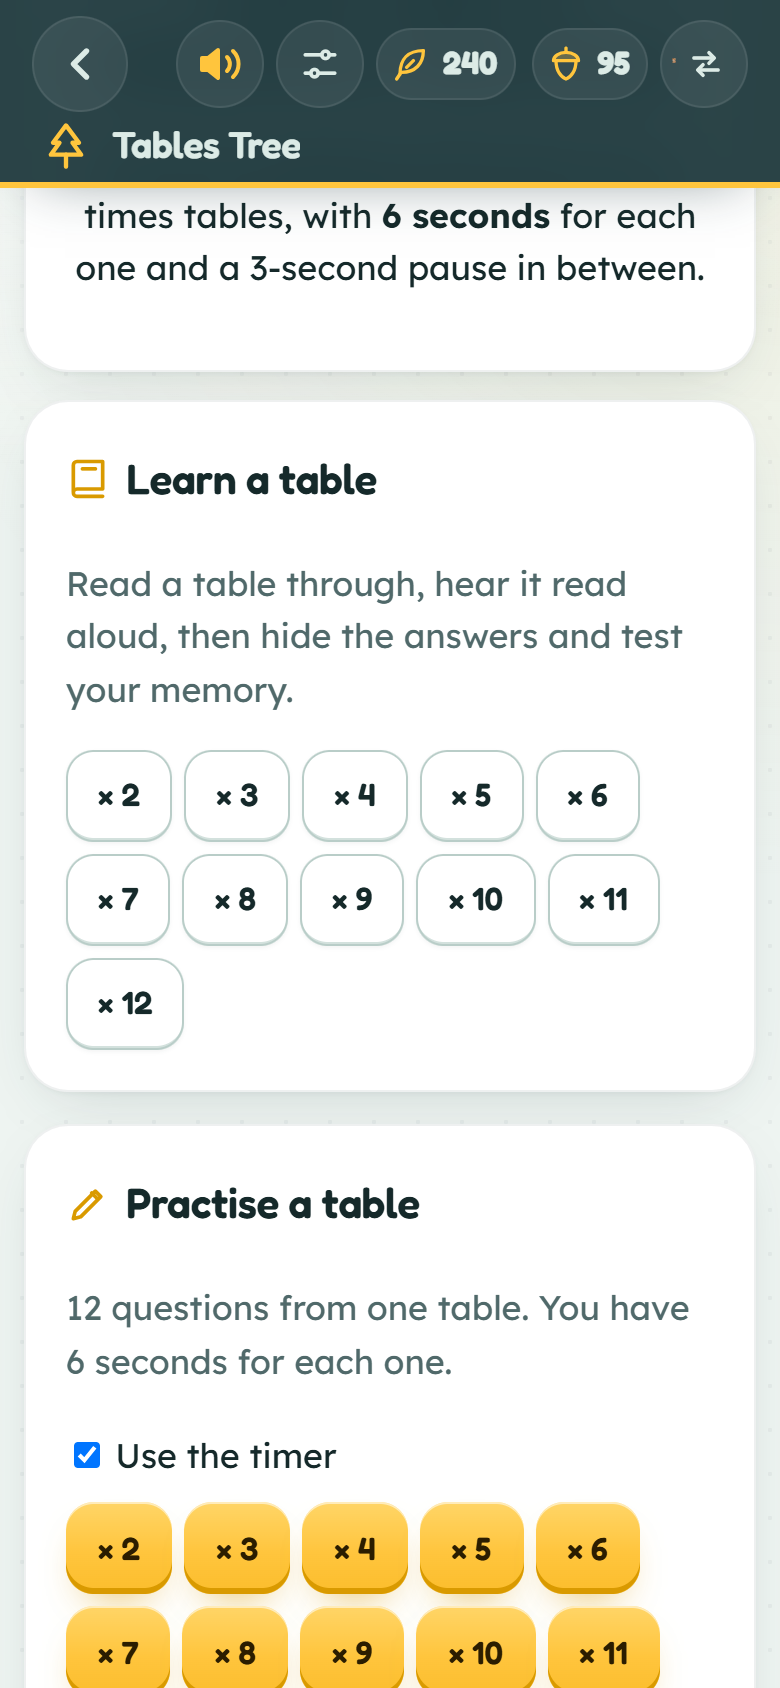 240
95
Tables Tree
times tables, with 6 seconds for each
one and a 3-second pause in between.
Learn a table
Read a table through, hear it read
aloud, then hide the answers and test
your memory.
× 2 × 3 × 4 × 5 × 6
× 7 × 8 × 9 × 10 × 11
× 12
Practise a table
12 questions from one table. You have
6 seconds for each one.
Use the timer
× 2 × 3 × 4 × 5 × 6
× 7 × 8 × 9 × 10 × 11